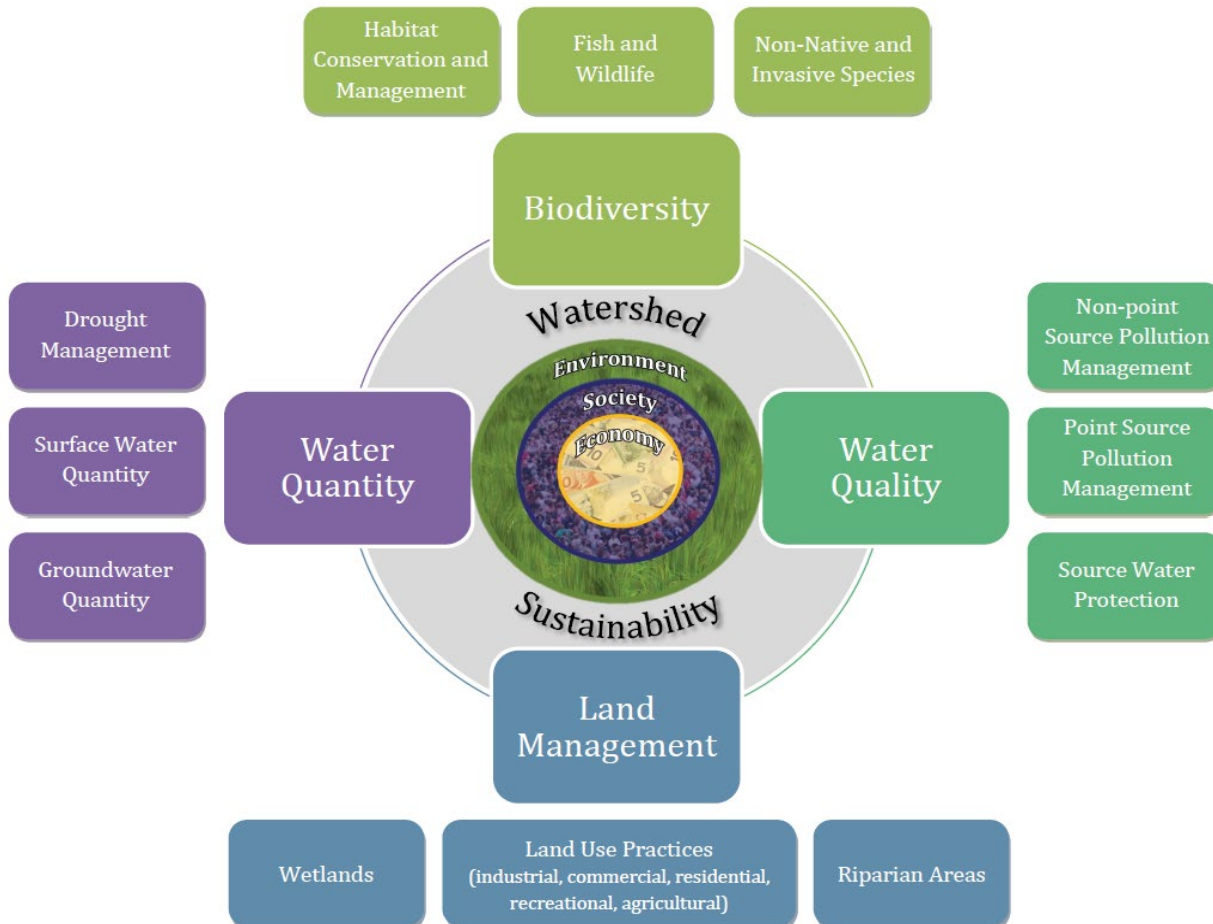 Habitat
Conservation and
Management
Fish and
Wildlife
Non-Native and
Invasive Species
Biodiversity
Drought
Management
Surface Water
Quantity
Groundwater
Quantity
Water
Quantity
Watershed
Environment
Society
Economy
Sustainability
Water
Quality
Non-point
Source Pollution
Management
Point Source
Pollution
Management
Source Water
Protection
Land
Management
Wetlands
Land Use Practices
(industrial, commercial, residential,
recreational, agricultural)
Riparian Areas